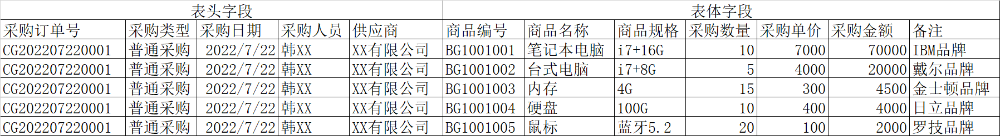 表头字段 表体字段
采购订单号 采购类型 采购日期 采购人员 供应商 商品编号 商品名称 商品规格 采购数量 采购单价 采购金额 备注
CG202207220001 普通采购 2022/7/22 韩XX XX有限公司 BG1001001 笔记本电脑 i7+16G 10 7000 70000 IBM品牌
CG202207220001 普通采购 2022/7/22 韩XX XX有限公司 BG1001002 台式电脑 i7+8G 5 4000 20000 戴尔品牌
CG202207220001 普通采购 2022/7/22 韩XX XX有限公司 BG1001003 内存 4G 15 300 4500 金士顿品牌
CG202207220001 普通采购 2022/7/22 韩XX XX有限公司 BG1001004 硬盘 100G 10 400 4000 日立品牌
CG202207220001 普通采购 2022/7/22 韩XX XX有限公司 BG1001005 鼠标 蓝牙5.2 20 100 2000 罗技品牌